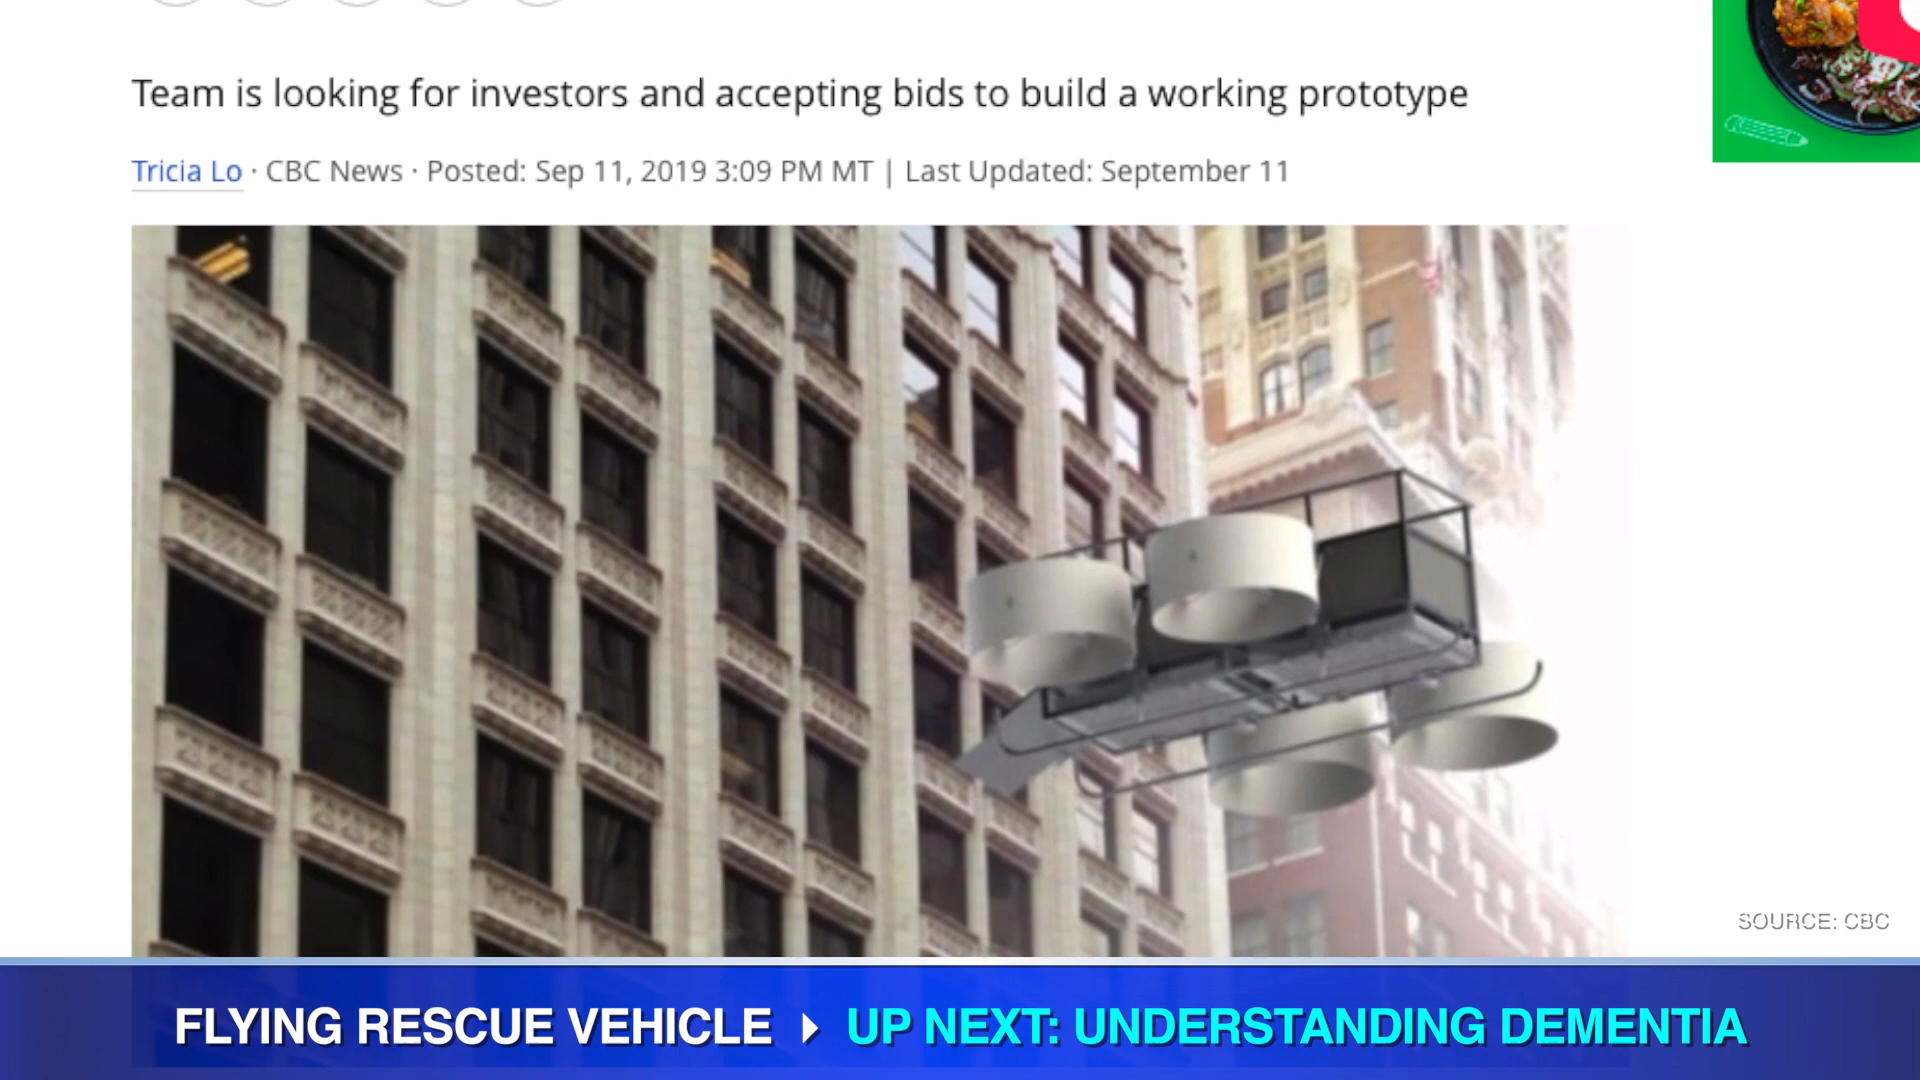 Team is looking for investors and accepting bids to build a working prototype
Tricia Lo · CBC News · Posted: Sep 11, 2019 3:09 PM MT | Last Updated: September 11
SOURCE: CBC
FLYING RESCUE VEHICLE UP NEXT: UNDERSTANDING DEMENTIA